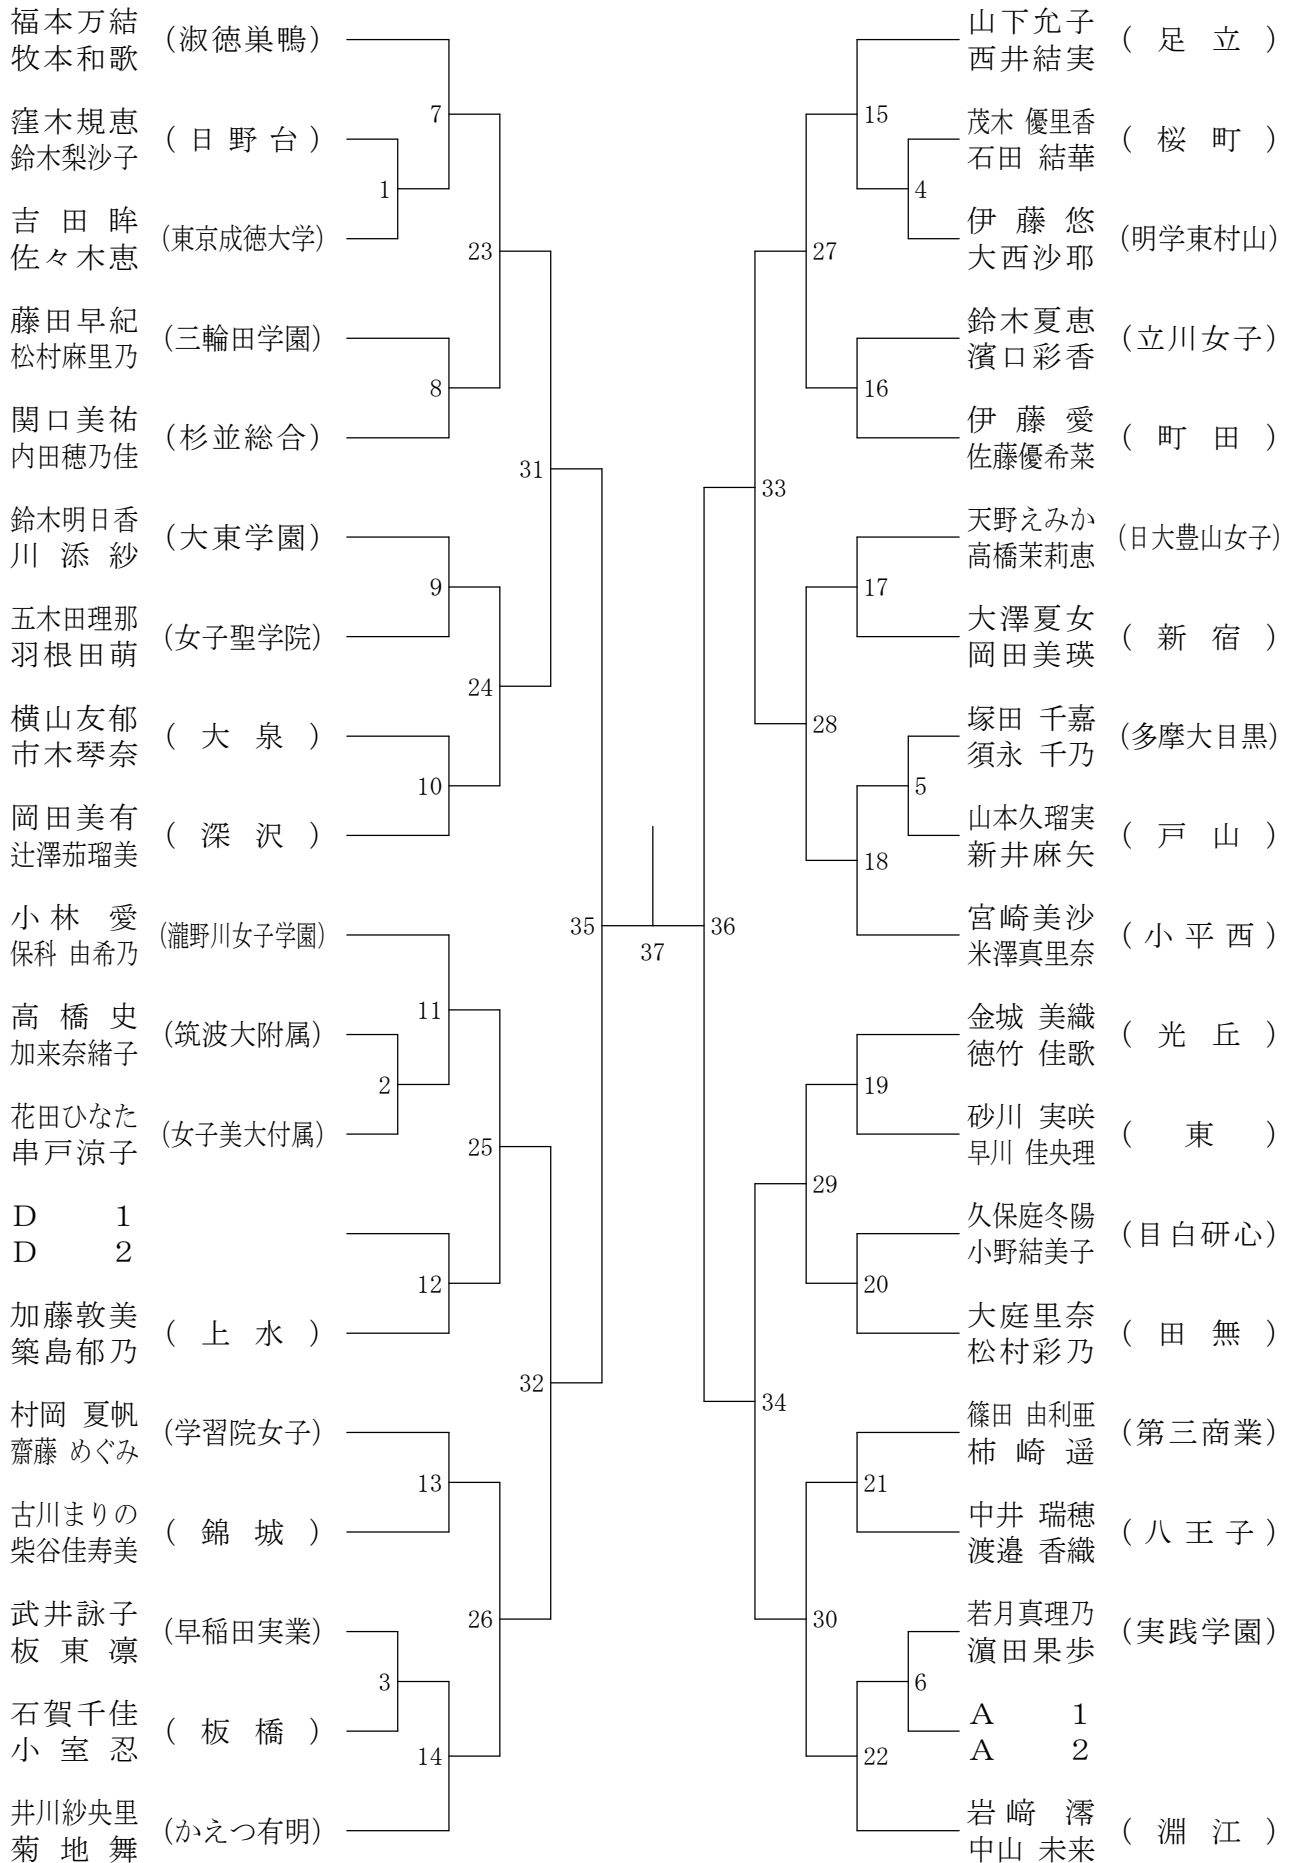 福本万結
牧本和歌
(淑徳巣鴨)
窪木規恵
鈴木梨沙子
(日野台)
吉田眸
佐々木恵
(東京成徳大学)
藤田早紀
松村麻里乃
(三輪田学園)
関口美祐
内田穂乃佳
(杉並総合)
鈴木明日香
川添紗
(大東学園)
五木田理那
羽根田萌
(女子聖学院)
横山友郁
市木琴奈
(大泉)
岡田美有
辻澤茄瑠美
(深沢)
小林愛
保科 由希乃
(瀧野川女子学園)
高橋史
加来奈緒子
(筑波大附属)
花田ひなた
串戸涼子
(女子美大付属)
D 1
D 2
加藤敦美
築島郁乃
(上水)
村岡 夏帆
齋藤 めぐみ
(学習院女子)
古川まりの
柴谷佳寿美
(錦城)
武井詠子
板東凛
(早稲田実業)
石賀千佳
小室忍
(板橋)
井川紗央里
菊地舞
(かえつ有明)
1
2
3
7
8
9
10
11
12
13
14
23
24
25
26
31
32
35
37
36
33
34
27
28
29
30
15
16
17
18
19
20
21
22
4
5
6
山下允子
西井結実
(足立)
茂木 優里香
石田 結華
(桜町)
伊藤悠
大西沙耶
(明学東村山)
鈴木夏恵
濱口彩香
(立川女子)
伊藤愛
佐藤優希菜
(町田)
天野えみか
高橋茉莉恵
(日大豊山女子)
大澤夏女
岡田美瑛
(新宿)
塚田 千嘉
須永 千乃
(多摩大目黒)
山本久瑠実
新井麻矢
(戸山)
宮崎美沙
米澤真里奈
(小平西)
金城 美織
徳竹 佳歌
(光丘)
砂川 実咲
早川 佳央理
(東)
久保庭冬陽
小野結美子
(目白研心)
大庭里奈
松村彩乃
(田無)
篠田 由利亜
柿崎遥
(第三商業)
中井 瑞穂
渡邉 香織
(八王子)
若月真理乃
濵田果歩
(実践学園)
A 1
A 2
岩﨑 澪
中山 未来
(淵江)